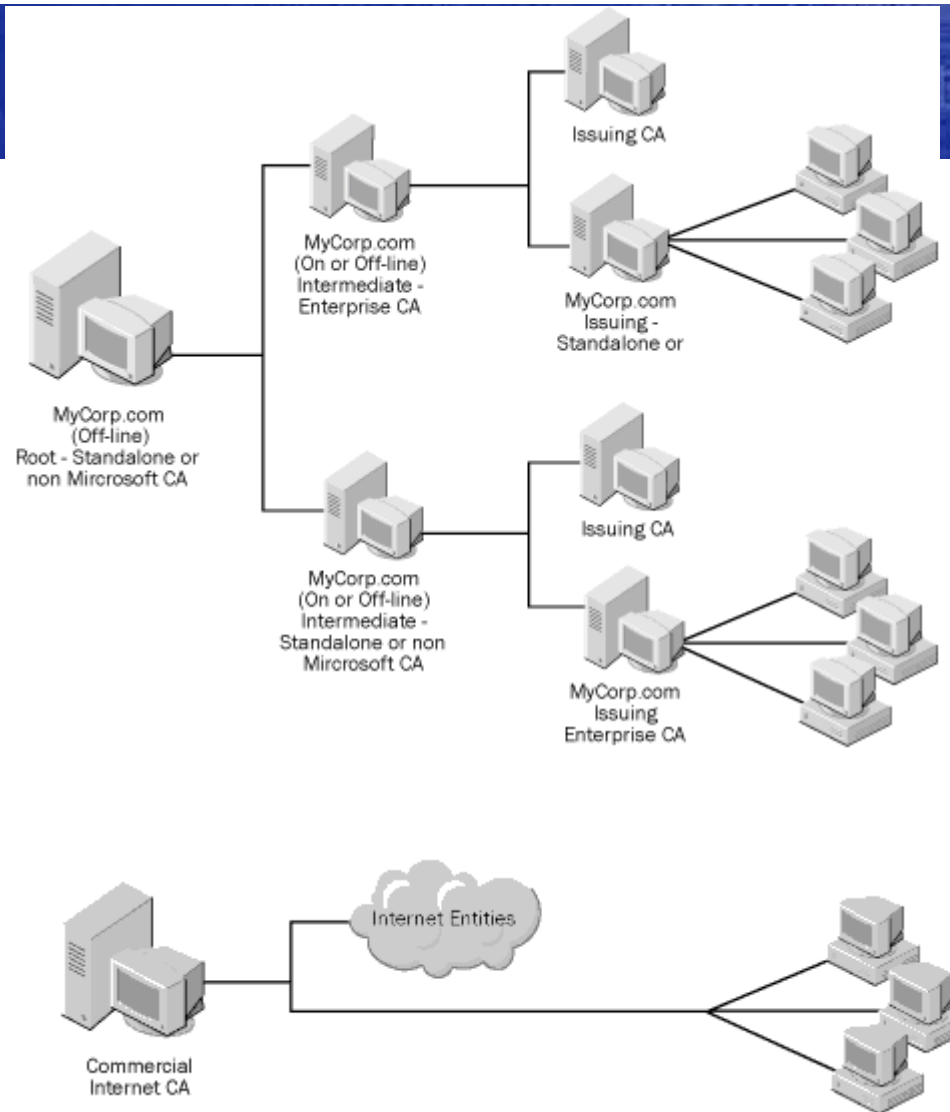 Issuing CA
MyCorp.com
(On or Off-line)
Intermediate -
Enterprise CA
MyCorp.com
Issuing -
Standalone or
MyCorp.com
(Off-line)
Root - Standalone or
non Mircrosoft CA
Issuing CA
MyCorp.com
(On or Off-line)
Intermediate -
Standalone or non
Mircrosoft CA
MyCorp.com
Issuing
Enterprise CA
Internet Entities
Commercial
Internet CA